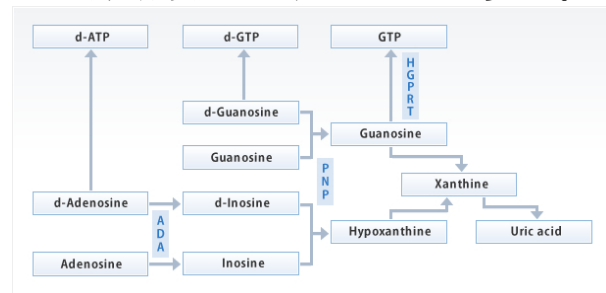 d-ATP
d-GTP
GTP
HGPRT
d-Guanosine
Guanosine
Guanosine
PNP
Xanthine
d-Adenosine
d-Inosine
ADA
Hypoxanthine
Uric acid
Adenosine
Inosine